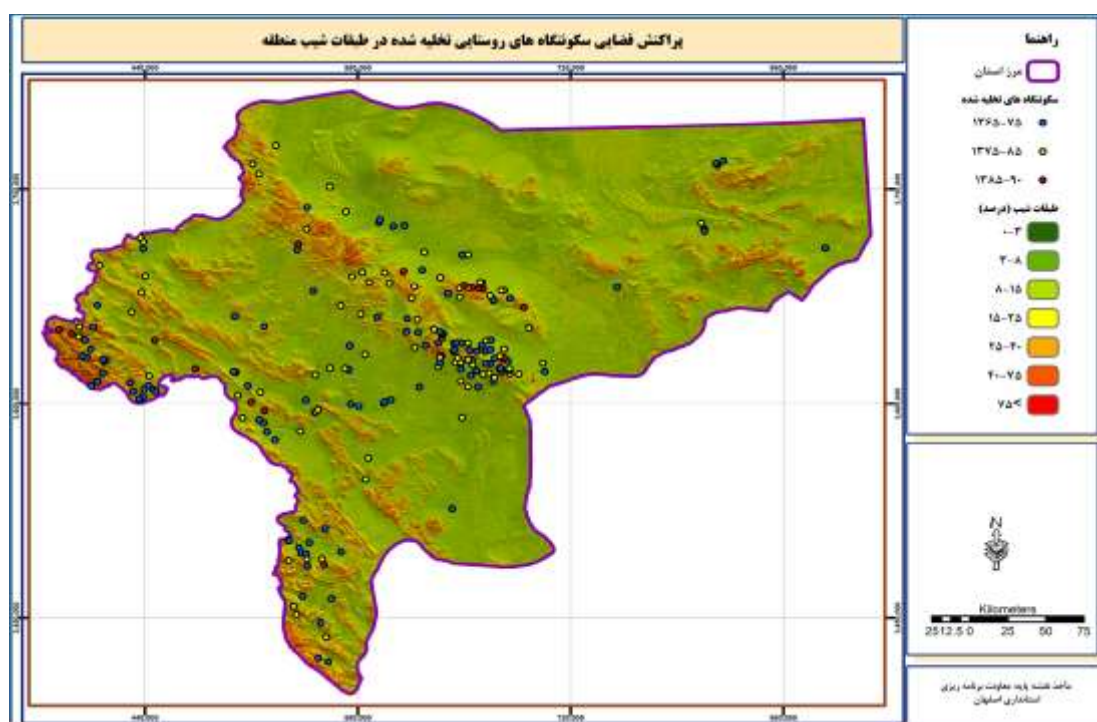 پراکنش فضایی سکونتگاه های روستایی تخلیه شده در طبقات شیب منطقه
راهنما
مرز استان
سکونتگاه های تخلیه شده
۱۳۶۵-۷۵
۱۳۷۵-۸۵
۱۳۸۵-۹۰
طبقات شیب (درصد)
۰-۳
۳-۸
۸-۱۵
۱۵-۲۵
۲۵-۴۰
۴۰-۷۵
۷۵<
N
Kilometers
2512.5 0 25 50 75
ماخذ نقشه پایه: معاونت برنامه ریزی
استانداری اصفهان